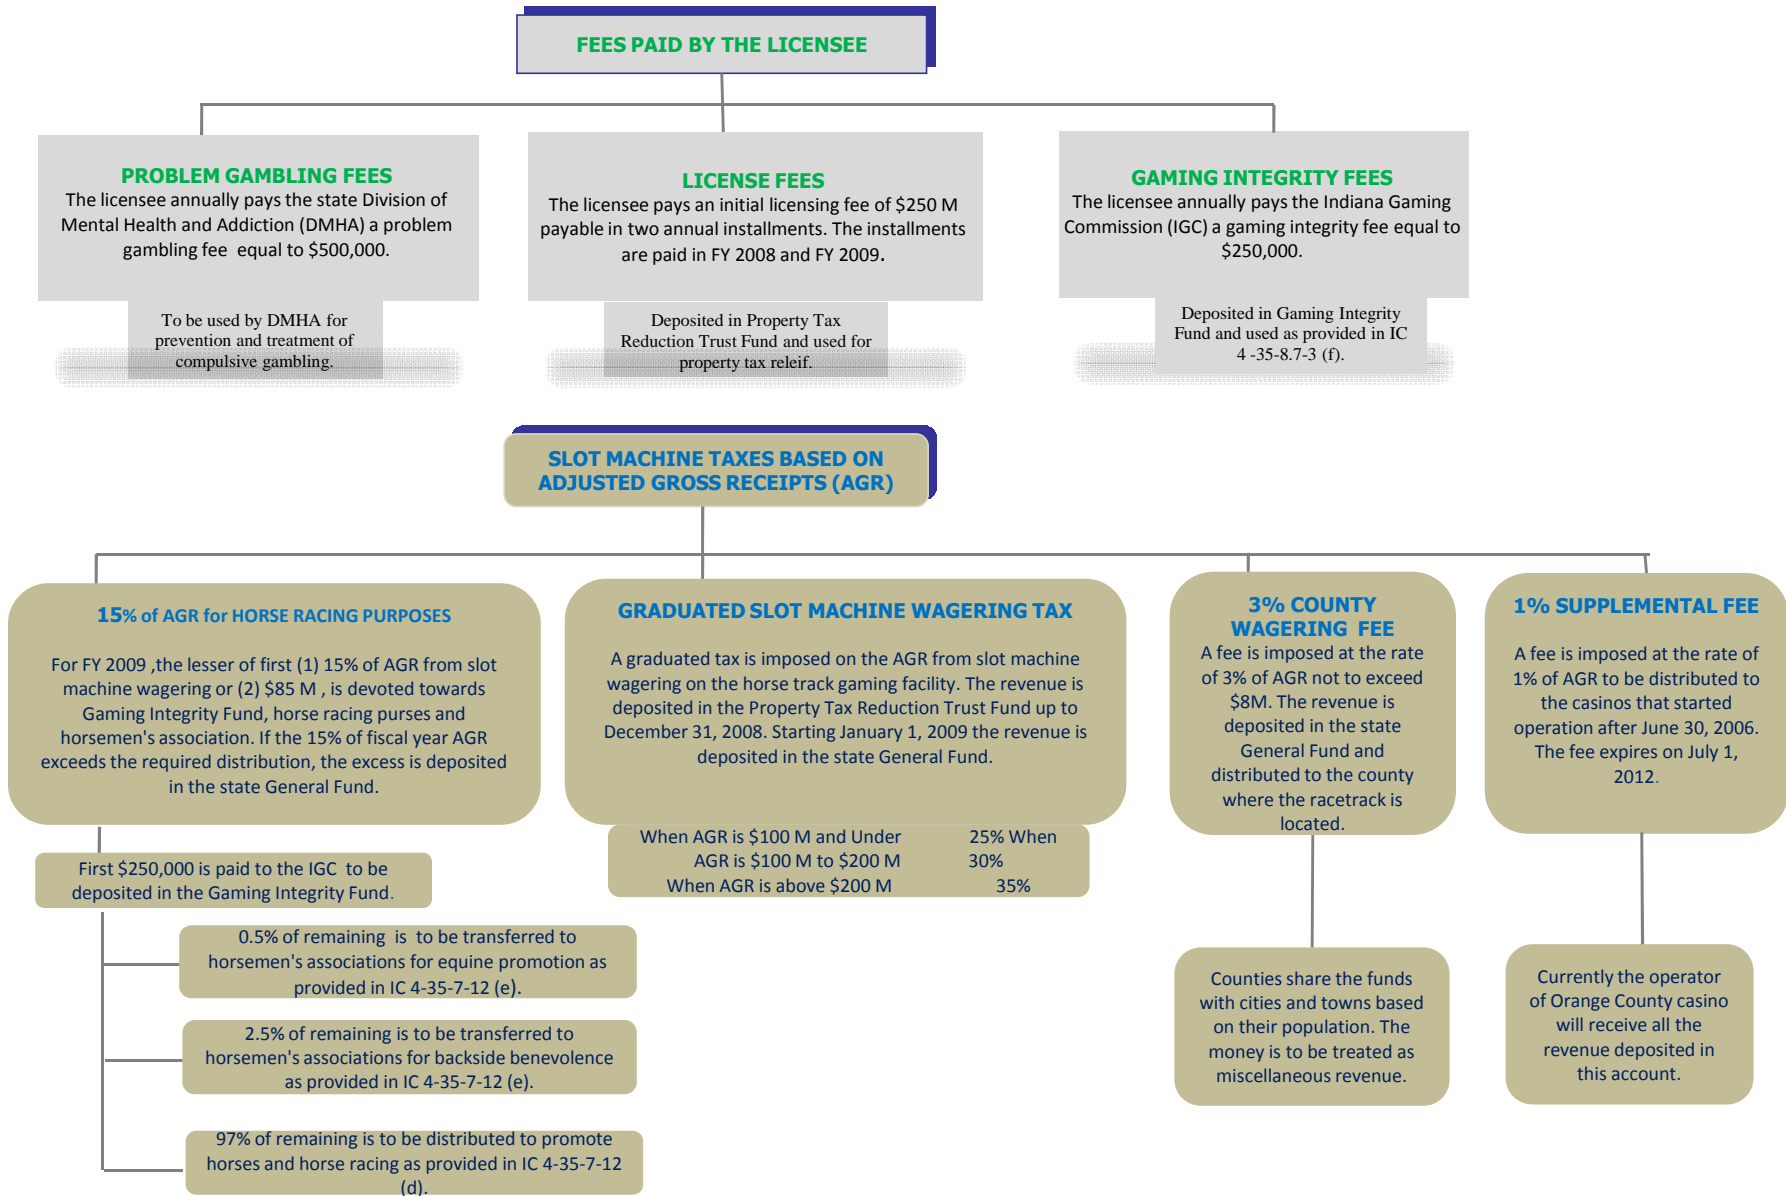 FEES PAID BY THE LICENSEE
PROBLEM GAMBLING FEES
The licensee annually pays the state Division of
Mental Health and Addiction (DMHA) a problem
gambling fee equal to $500,000.
To be used by DMHA for
prevention and treatment of
compulsive gambling.
LICENSE FEES
The licensee pays an initial licensing fee of $250 M
payable in two annual installments. The installments
are paid in FY 2008 and FY 2009.
Deposited in Property Tax
Reduction Trust Fund and used for
property tax releif.
GAMING INTEGRITY FEES
The licensee annually pays the Indiana Gaming
Commission (IGC) a gaming integrity fee equal to
$250,000.
Deposited in Gaming Integrity
Fund and used as provided in IC
4 -35-8.7-3 (f).
SLOT MACHINE TAXES BASED ON
ADJUSTED GROSS RECEIPTS (AGR)
15% of AGR for HORSE RACING PURPOSES
For FY 2009 ,the lesser of first (1) 15% of AGR from slot
machine wagering or (2) $85 M , is devoted towards
Gaming Integrity Fund, horse racing purses and
horsemen's association. If the 15% of fiscal year AGR
exceeds the required distribution, the excess is deposited
in the state General Fund.
First $250,000 is paid to the IGC to be
deposited in the Gaming Integrity Fund.
0.5% of remaining is to be transferred to
horsemen's associations for equine promotion as
provided in IC 4-35-7-12 (e).
2.5% of remaining is to be transferred to
horsemen's associations for backside benevolence
as provided in IC 4-35-7-12 (e).
97% of remaining is to be distributed to promote
horses and horse racing as provided in IC 4-35-7-12
(d).
GRADUATED SLOT MACHINE WAGERING TAX
A graduated tax is imposed on the AGR from slot machine
wagering on the horse track gaming facility. The revenue is
deposited in the Property Tax Reduction Trust Fund up to
December 31, 2008. Starting January 1, 2009 the revenue is
deposited in the state General Fund.
When AGR is $100 M and Under 25% When
AGR is $100 M to $200 M 30%
When AGR is above $200 M 35%
3% COUNTY
WAGERING FEE
A fee is imposed at the rate
of 3% of AGR not to exceed
$8M. The revenue is
deposited in the state
General Fund and
distributed to the county
where the racetrack is
located.
Counties share the funds
with cities and towns based
on their population. The
money is to be treated as
miscellaneous revenue.
1% SUPPLEMENTAL FEE
A fee is imposed at the rate of
1% of AGR to be distributed to
the casinos that started
operation after June 30, 2006.
The fee expires on July 1,
2012.
Currently the operator
of Orange County casino
will receive all the
revenue deposited in
this account.